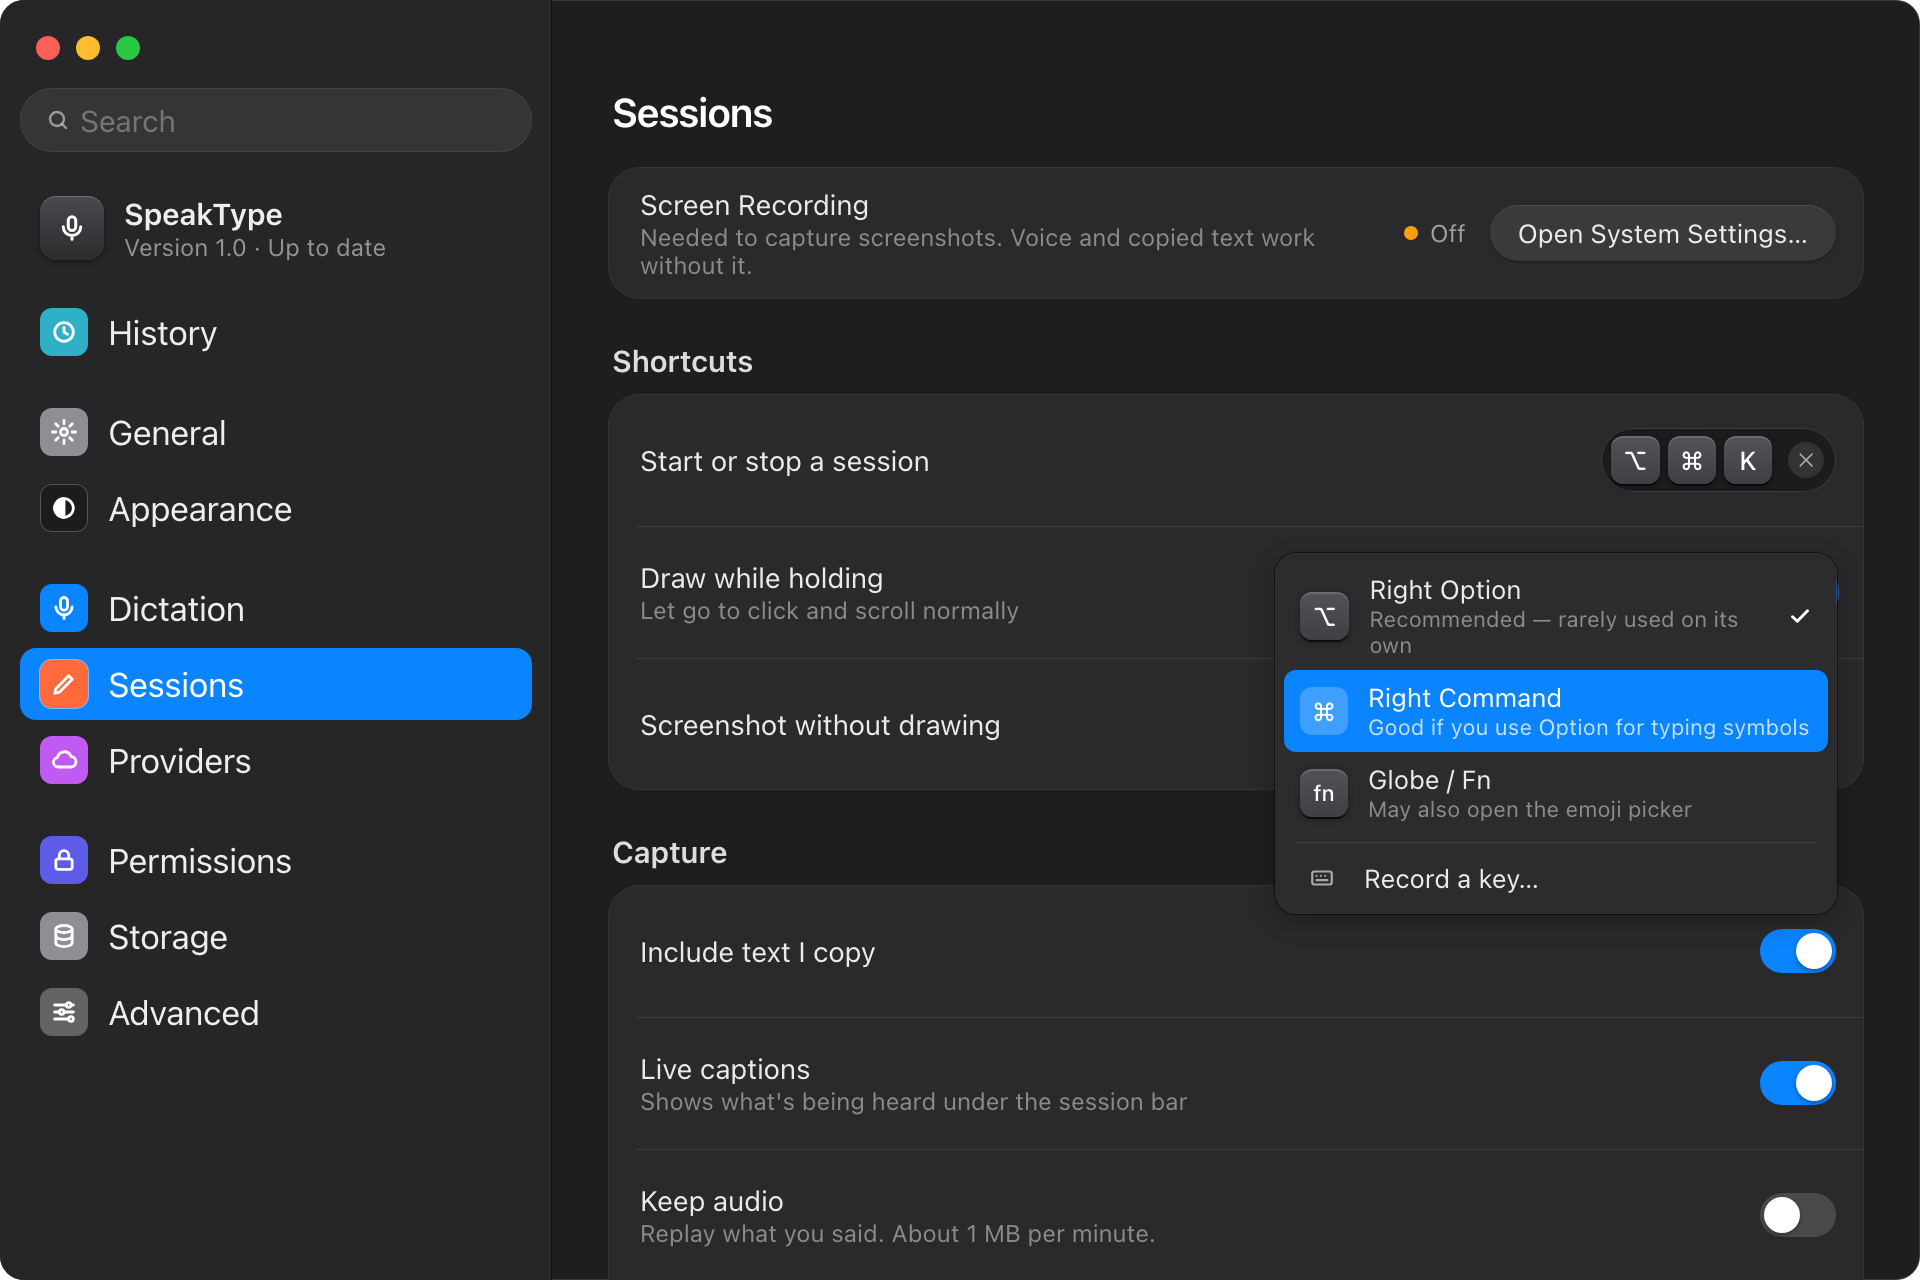 Search
SpeakType
Version 1.0 · Up to date
History
General
Appearance
Dictation
Sessions
Providers
Permissions
Storage
Advanced
Sessions
Screen Recording
Needed to capture screenshots. Voice and copied text work
without it.
Off
Open System Settings...
Shortcuts
Start or stop a session
⌥ ⌘ K
Draw while holding
Let go to click and scroll normally
Screenshot without drawing
⌥
Right Option
Recommended — rarely used on its
own
⌘
Right Command
Good if you use Option for typing symbols
fn
Globe / Fn
May also open the emoji picker
Record a key...
Capture
Include text I copy
Live captions
Shows what's being heard under the session bar
Keep audio
Replay what you said. About 1 MB per minute.